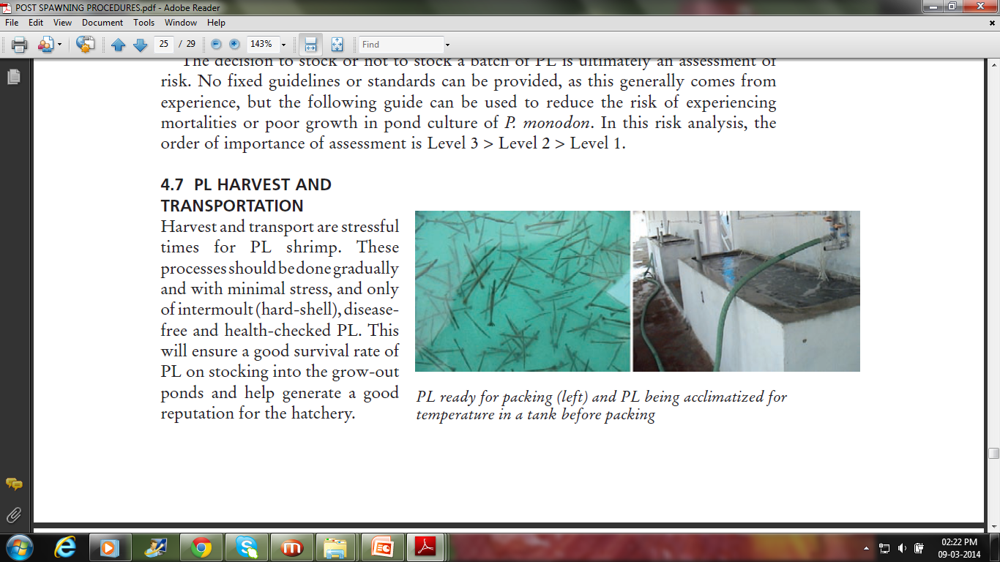 POST SPAWNING PROCEDURES.pdf - Adobe Reader
File Edit View Document Tools Window Help
25 / 29 143% Find
The decision to stock or not to stock a batch of PL is ultimately an assessment of
risk. No fixed guidelines or standards can be provided, as this generally comes from
experience, but the following guide can be used to reduce the risk of experiencing
mortalities or poor growth in pond culture of P. monodon. In this risk analysis, the
order of importance of assessment is Level 3 > Level 2 > Level 1.
4.7 PL HARVEST AND
TRANSPORTATION
Harvest and transport are stressful
times for PL shrimp. These
processes should be done gradually
and with minimal stress, and only
of intermoult (hard-shell), disease-
free and health-checked PL. This
will ensure a good survival rate of
PL on stocking into the grow-out
ponds and help generate a good
reputation for the hatchery.
PL ready for packing (left) and PL being acclimatized for
temperature in a tank before packing
02:22 PM
09-03-2014